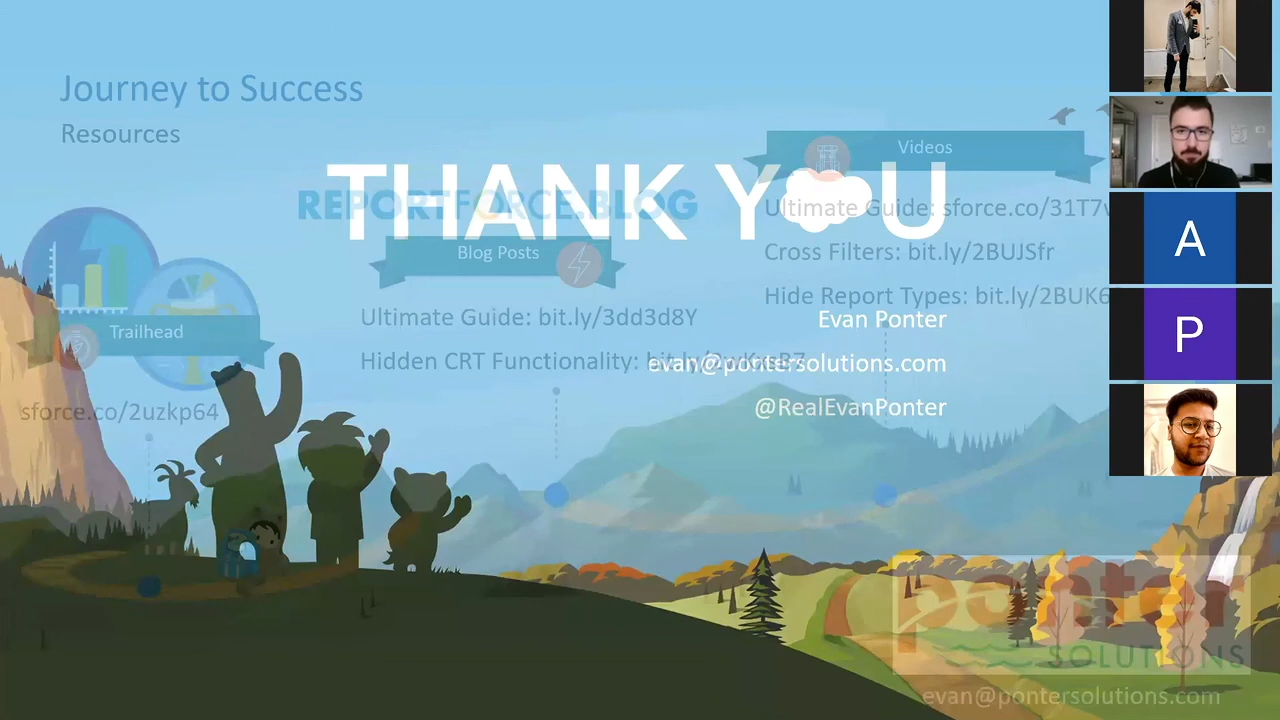 Journey to Success
Resources
Videos
THANK YOU
REPORTFORCE.BLOG
Ultimate Guide: sforce.co/31T7
Blog Posts
Cross Filters: bit.ly/2BUJSfr
Hide Report Types: bit.ly/2BUK6
Ultimate Guide: bit.ly/3dd3d8Y
Evan Ponter
Trailhead
Hidden CRT Functionality:
evan@pontersolutions.com
@RealEvanPonter
sforce.co/2uzkp64
ponter
SOLUTIONS
evan@pontersolutions.com
A
P